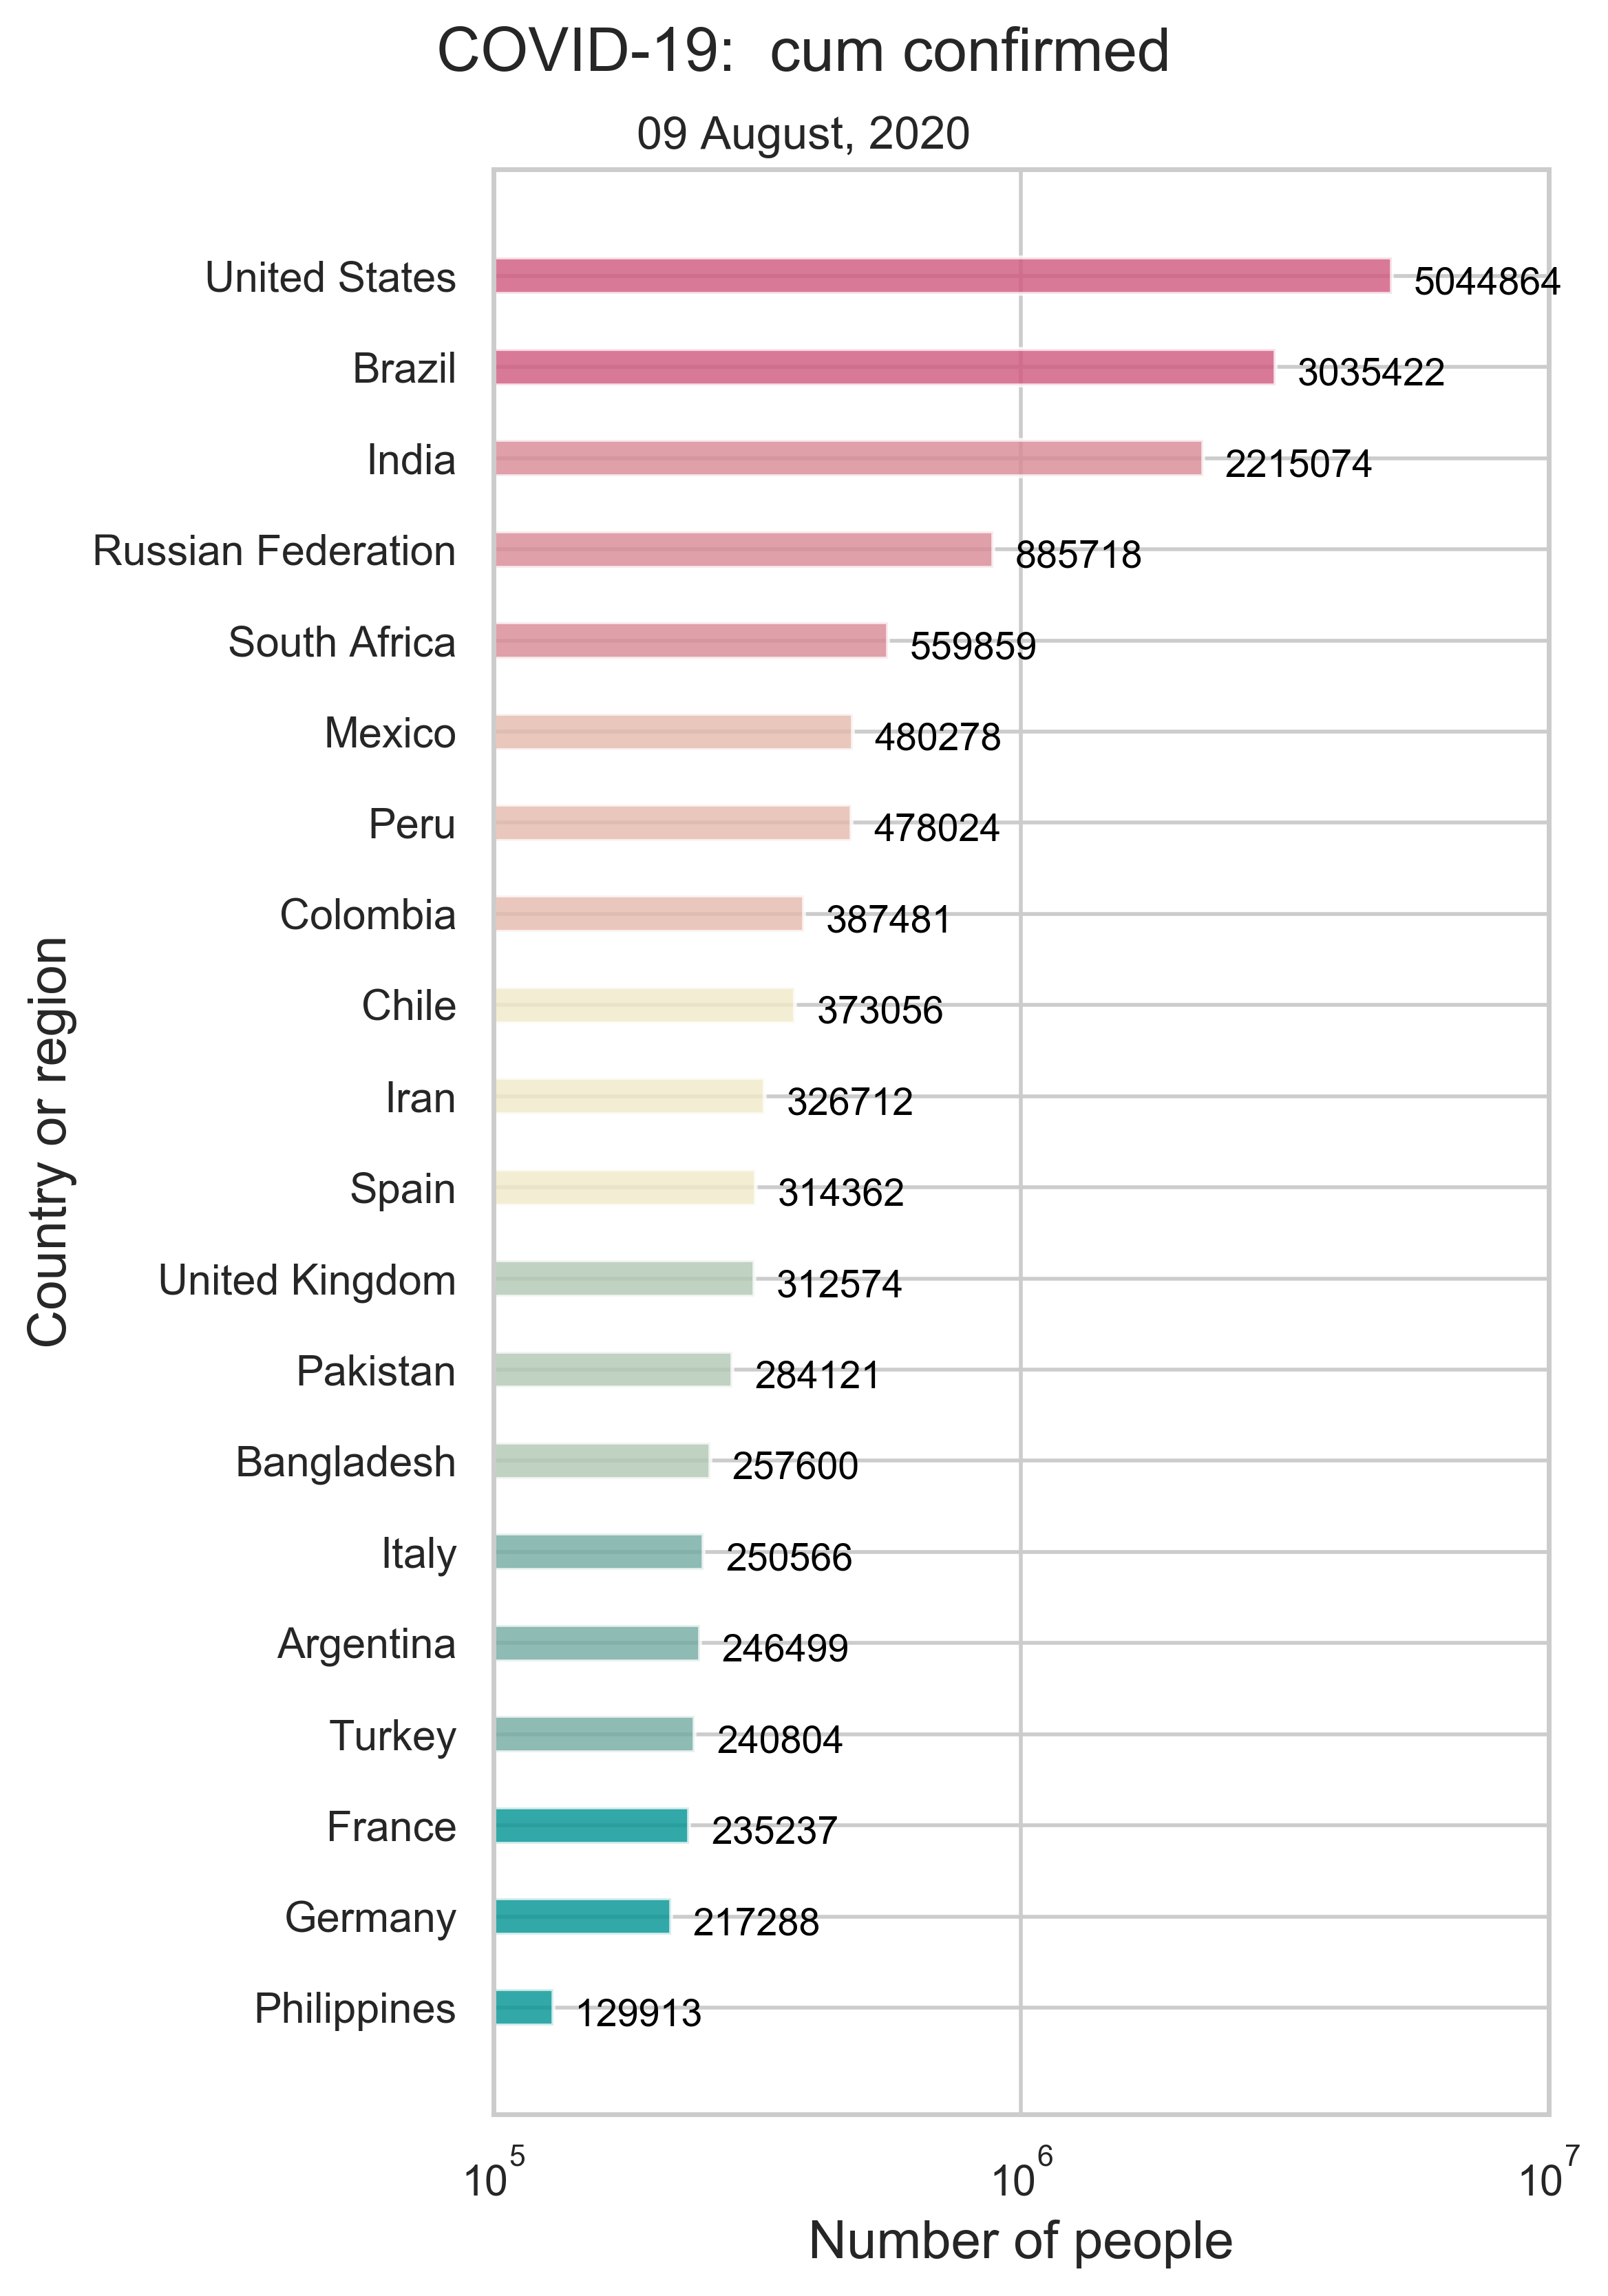 COVID-19:  cum confirmed
09 August, 2020
United States 5044864
Brazil 3035422
India 2215074
Russian Federation 885718
South Africa 559859
Mexico 480278
Peru 478024
Colombia 387481
Chile 373056
Iran 326712
Spain 314362
United Kingdom 312574
Pakistan 284121
Bangladesh 257600
Italy 250566
Argentina 246499
Turkey 240804
France 235237
Germany 217288
Philippines 129913
Country or region
10^5 10^6 10^7
Number of people